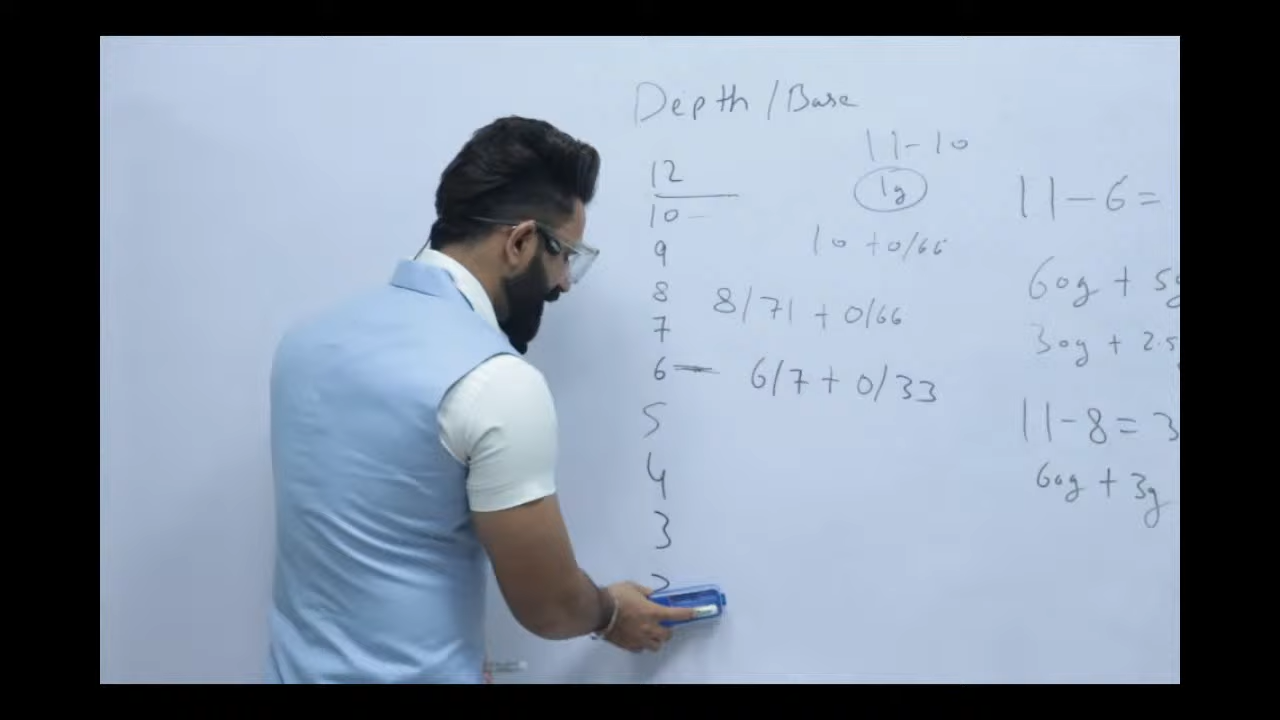 Depth / Base
12
10 -
9
8
7
6 -
5
4
3
2
11-10
1g
10 + 0/66
8/71 + 0/66
6/7 + 0/33
11-6=
60g + 5g
30g + 2.5
11-8= 3
60g + 3g